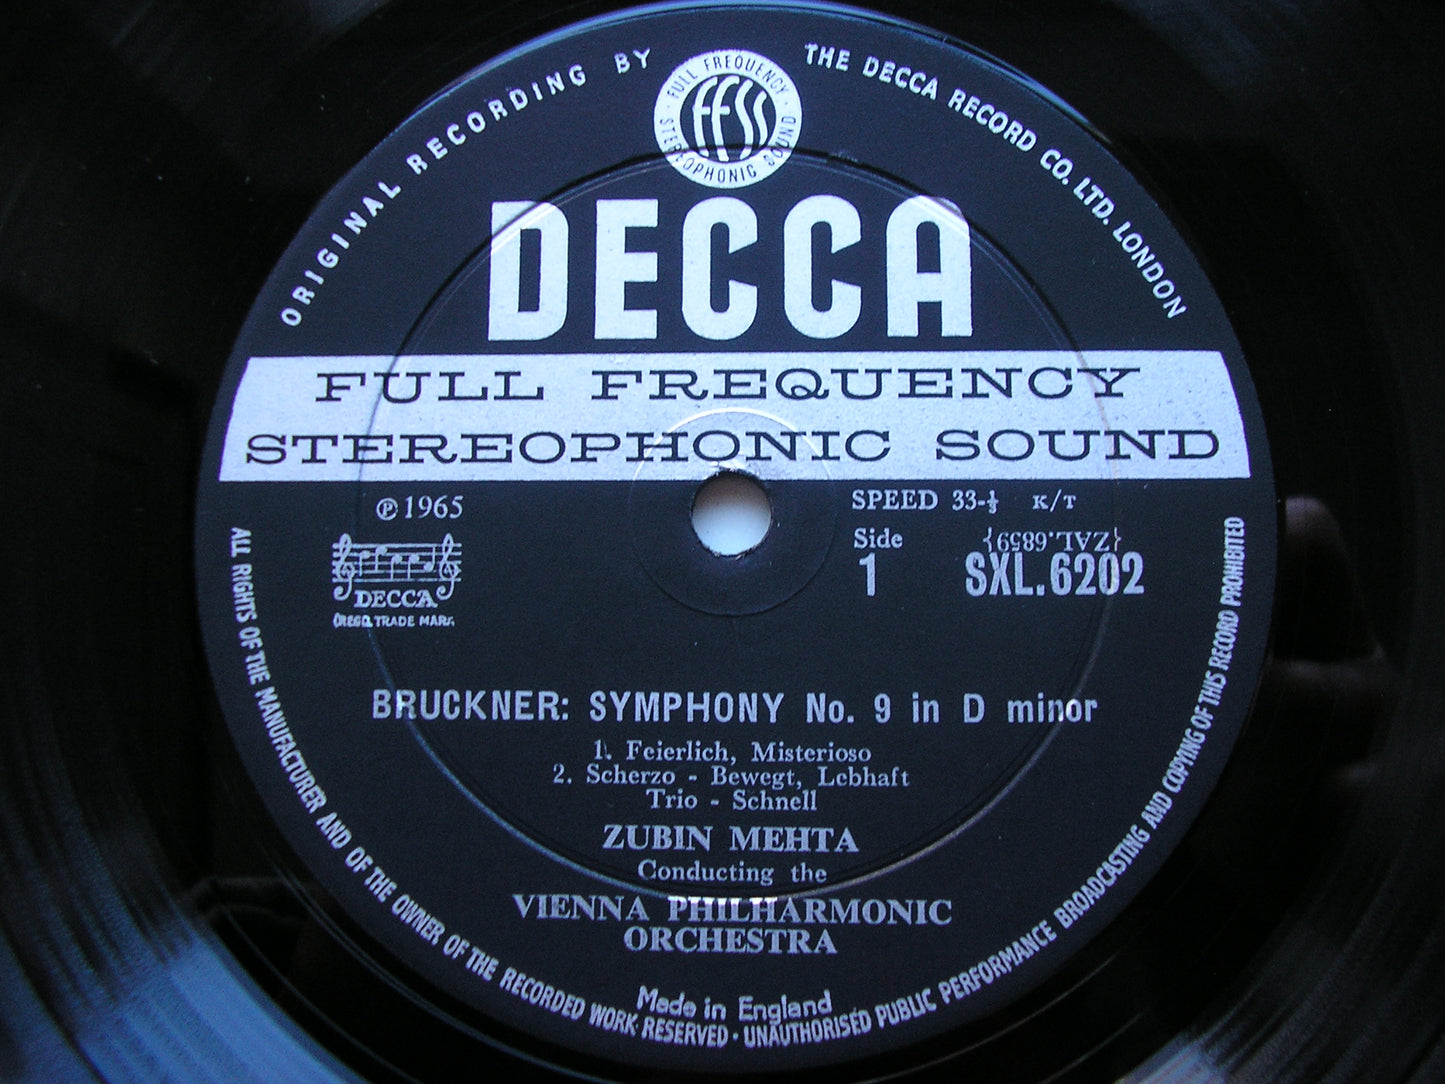 ORIGINAL RECORDING BY
THE DECCA RECORD CO. LTD. LONDON
FULL FREQUENCY
STEREOPHONIC SOUND
FFSS
DECCA
FULL FREQUENCY
STEREOPHONIC SOUND
℗ 1965
SPEED 33-⅓ K/T
Side
1
{ZAL.6859}
SXL.6202
DECCA
(REGD. TRADE MARK
BRUCKNER: SYMPHONY No. 9 in D minor
1. Feierlich, Misterioso
2. Scherzo - Bewegt, Lebhaft
Trio - Schnell
ZUBIN MEHTA
Conducting the
VIENNA PHILHARMONIC
ORCHESTRA
Made in England
ALL RIGHTS OF THE MANUFACTURER AND OF THE OWNER OF THE RECORDED WORK RESERVED · UNAUTHORISED PUBLIC PERFORMANCE BROADCASTING AND COPYING OF THIS RECORD PROHIBITED